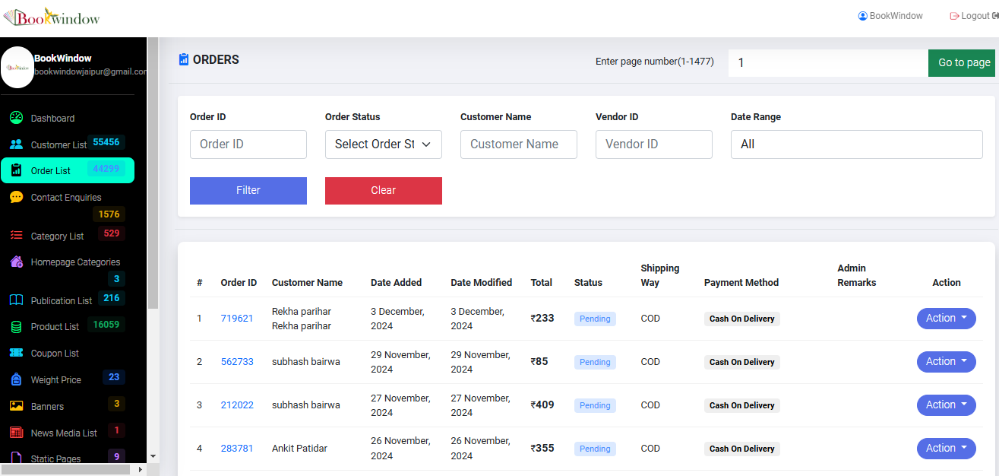 Bookwindow
BookWindow
Logout
BookWindow
bookwindowjaipur@gmail.com
Dashboard
Customer List 55456
Order List 44299
Contact Enquiries
1576
Category List 529
Homepage Categories
3
Publication List 216
Product List 16059
Coupon List
Weight Price 23
Banners 3
News Media List 1
Static Pages 9
ORDERS
Enter page number(1-1477) 1 Go to page
Order ID Order Status Customer Name Vendor ID Date Range
Order ID Select Order St Customer Name Vendor ID All
Filter Clear
# Order ID Customer Name Date Added Date Modified Total Status Shipping Way Payment Method Admin Remarks Action
1 719621 Rekha parihar Rekha parihar 3 December, 2024 3 December, 2024 ₹233 Pending COD Cash On Delivery Action
2 562733 subhash bairwa 29 November, 2024 29 November, 2024 ₹85 Pending COD Cash On Delivery Action
3 212022 subhash bairwa 27 November, 2024 27 November, 2024 ₹409 Pending COD Cash On Delivery Action
4 283781 Ankit Patidar 26 November, 2024 26 November, 2024 ₹355 Pending COD Cash On Delivery Action